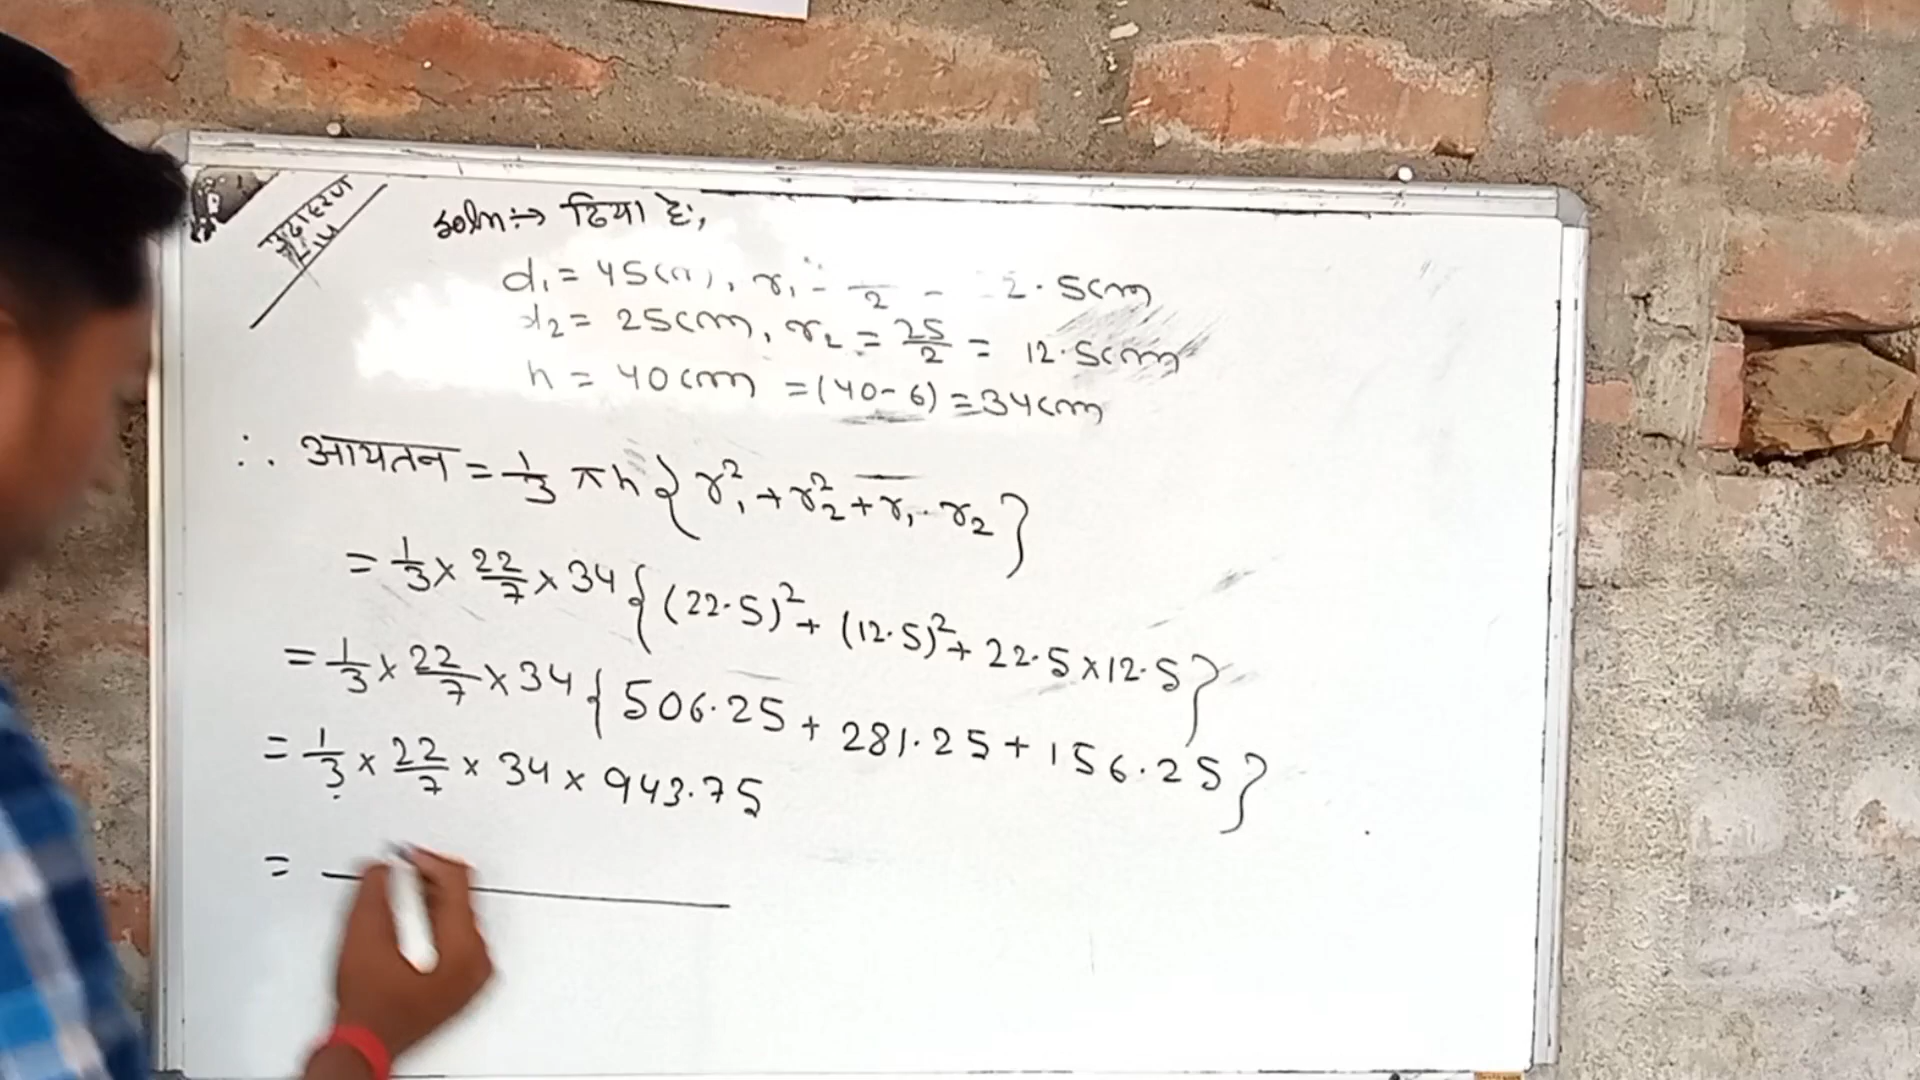 उदाहरण
14
Soln:→ दिया है,
d₁ = 45cm, r₁ - /2 - 2.5cm
d₂ = 25cm, r₂ = 25/2 = 12.5cm
h = 40cm = (40-6) = 34cm
∴ आयतन = 1/3 πh {r₁² + r₂² + r₁. r₂}
= 1/3 × 22/7 × 34 {(22.5)² + (12.5)² + 22.5 × 12.5}
= 1/3 × 22/7 × 34 {506.25 + 281.25 + 156.25}
= 1/3 × 22/7 × 34 × 943.75
=